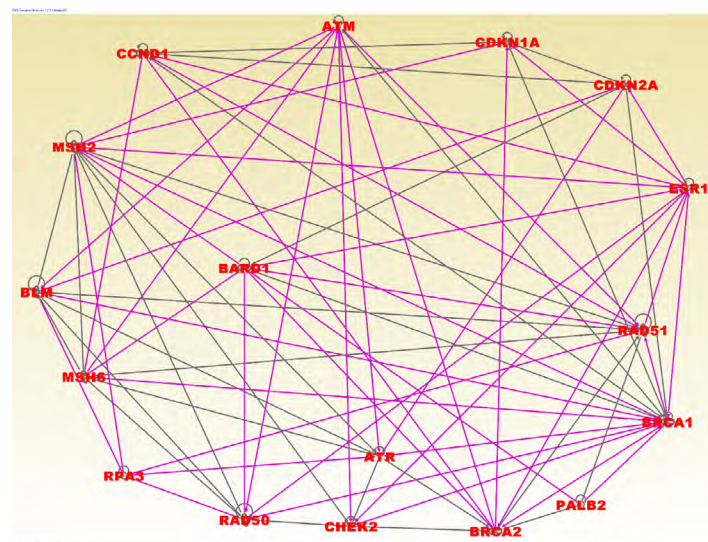 ATM
CCND1
CDKN1A
CDKN2A
MSH2
ESR1
BARD1
BLM
RAD51
MSH6
BRCA1
ATR
RPA3
PALB2
RAD50
CHEK2
BRCA2